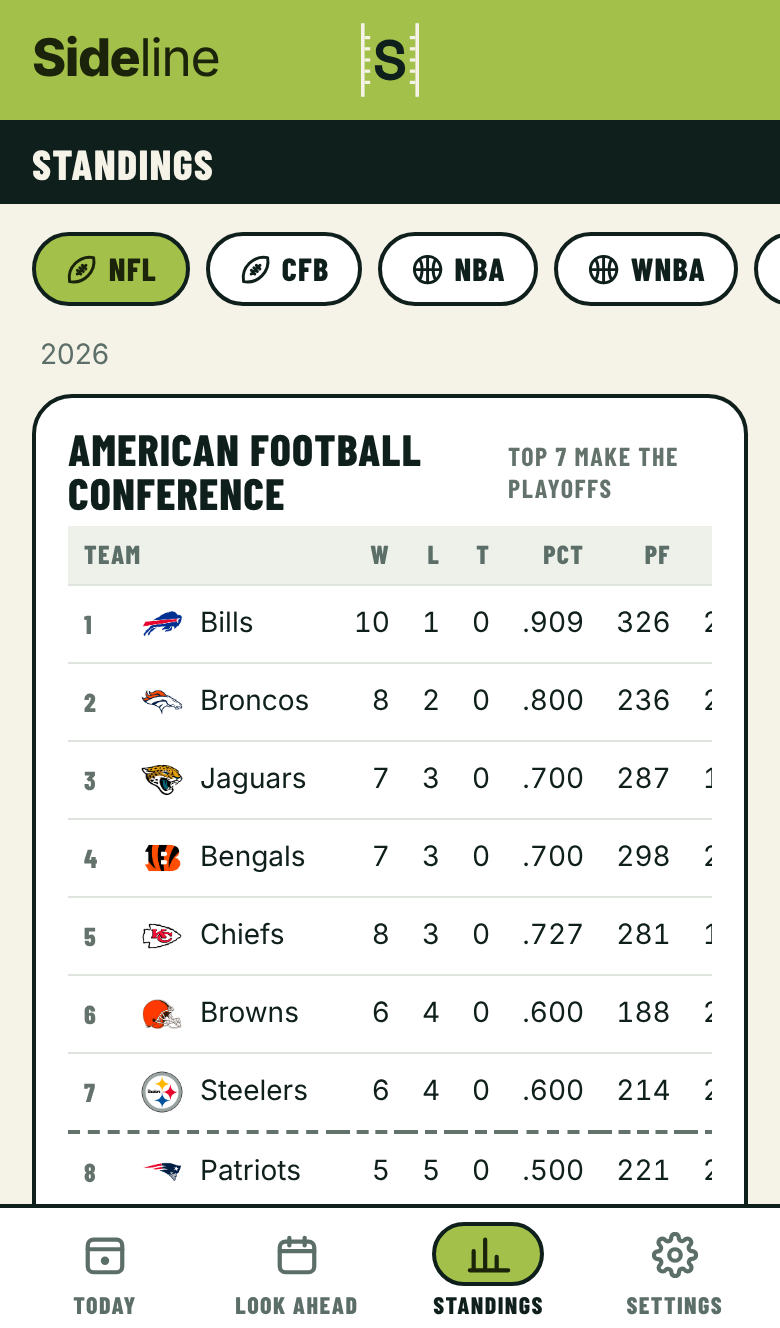 Sideline
S
STANDINGS
NFL CFB NBA WNBA
2026
AMERICAN FOOTBALL CONFERENCE
TOP 7 MAKE THE PLAYOFFS
TEAM W L T PCT PF
1 Bills 10 1 0 .909 326
2 Broncos 8 2 0 .800 236
3 Jaguars 7 3 0 .700 287
4 Bengals 7 3 0 .700 298
5 Chiefs 8 3 0 .727 281
6 Browns 6 4 0 .600 188
7 Steelers 6 4 0 .600 214
8 Patriots 5 5 0 .500 221
TODAY LOOK AHEAD STANDINGS SETTINGS